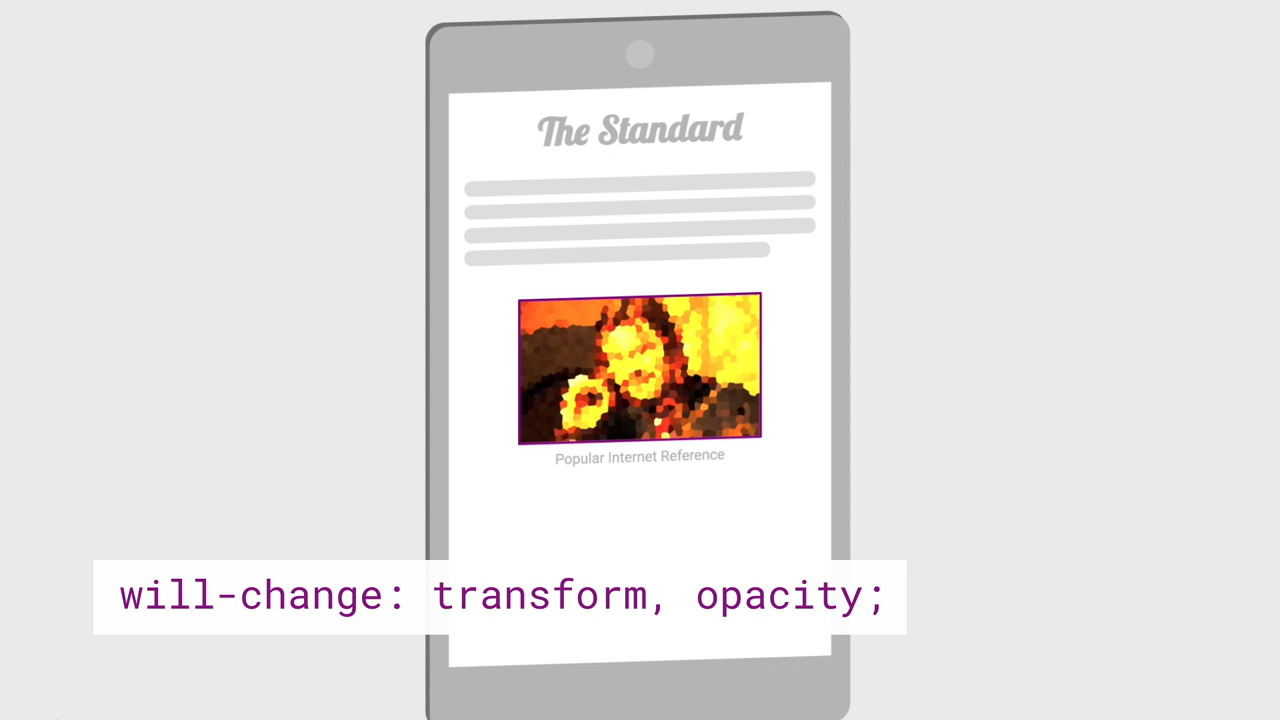 The Standard
Popular Internet Reference
will-change: transform, opacity;